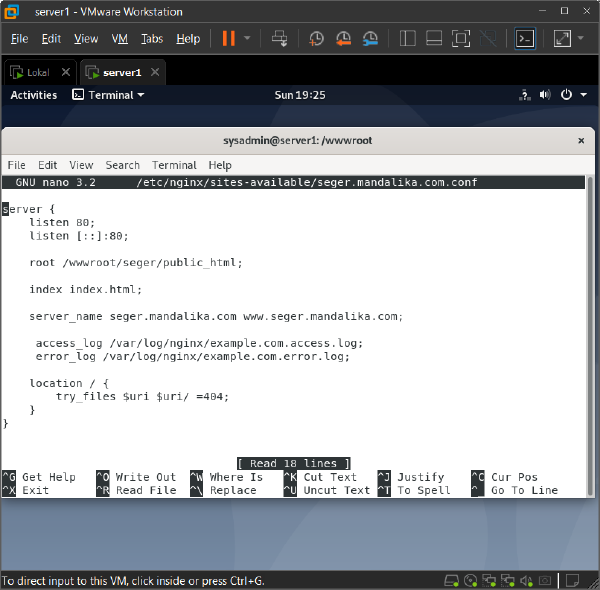 server1 - VMware Workstation
File Edit View VM Tabs Help
Lokal server1
Activities Terminal Sun 19:25
sysadmin@server1: /wwwroot
File Edit View Search Terminal Help
GNU nano 3.2 /etc/nginx/sites-available/seger.mandalika.com.conf
server {
listen 80;
listen [::]:80;
root /wwwroot/seger/public_html;
index index.html;
server_name seger.mandalika.com www.seger.mandalika.com;
access_log /var/log/nginx/example.com.access.log;
error_log /var/log/nginx/example.com.error.log;
location / {
try_files $uri $uri/ =404;
}
}
[ Read 18 lines ]
^G Get Help ^O Write Out ^W Where Is ^K Cut Text ^J Justify ^C Cur Pos
^X Exit ^R Read File ^\ Replace ^U Uncut Text ^T To Spell ^_ Go To Line
To direct input to this VM, click inside or press Ctrl+G.